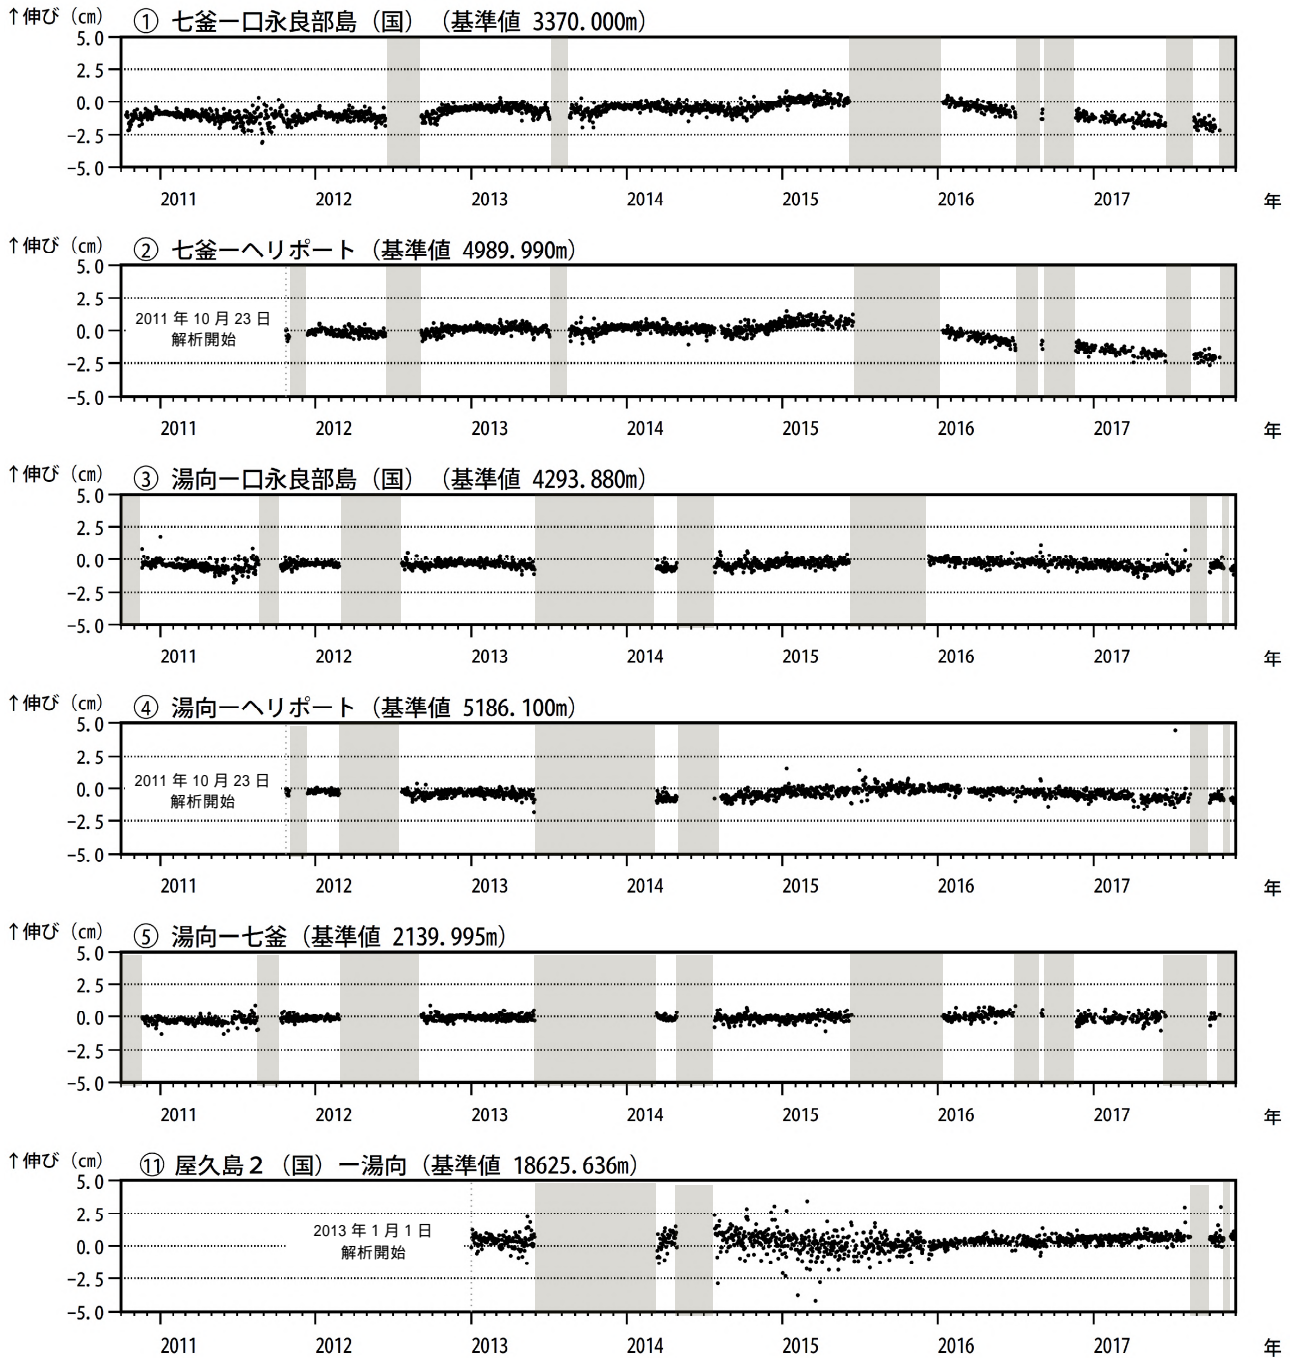 ↑伸び（㎝） ① 七釜ー口永良部島（国）（基準値 3370.000m）
5.0
2.5
0.0
−2.5
−5.0
2011 2012 2013 2014 2015 2016 2017 年
↑伸び（㎝） ② 七釜ーヘリポート（基準値 4989.990m）
5.0
2.5
2011 年 10 月 23 日
0.0
解析開始
−2.5
−5.0
2011 2012 2013 2014 2015 2016 2017 年
↑伸び（㎝） ③ 湯向ー口永良部島（国）（基準値 4293.880m）
5.0
2.5
0.0
−2.5
−5.0
2011 2012 2013 2014 2015 2016 2017 年
↑伸び（㎝） ④ 湯向ーヘリポート（基準値 5186.100m）
5.0
2.5
2011 年 10 月 23 日
0.0
解析開始
−2.5
−5.0
2011 2012 2013 2014 2015 2016 2017 年
↑伸び（㎝） ⑤ 湯向ー七釜（基準値 2139.995m）
5.0
2.5
0.0
−2.5
−5.0
2011 2012 2013 2014 2015 2016 2017 年
↑伸び（㎝） ⑪ 屋久島２（国）ー湯向（基準値 18625.636m）
5.0
2.5
2013 年 1 月 1 日
0.0
解析開始
−2.5
−5.0
2011 2012 2013 2014 2015 2016 2017 年